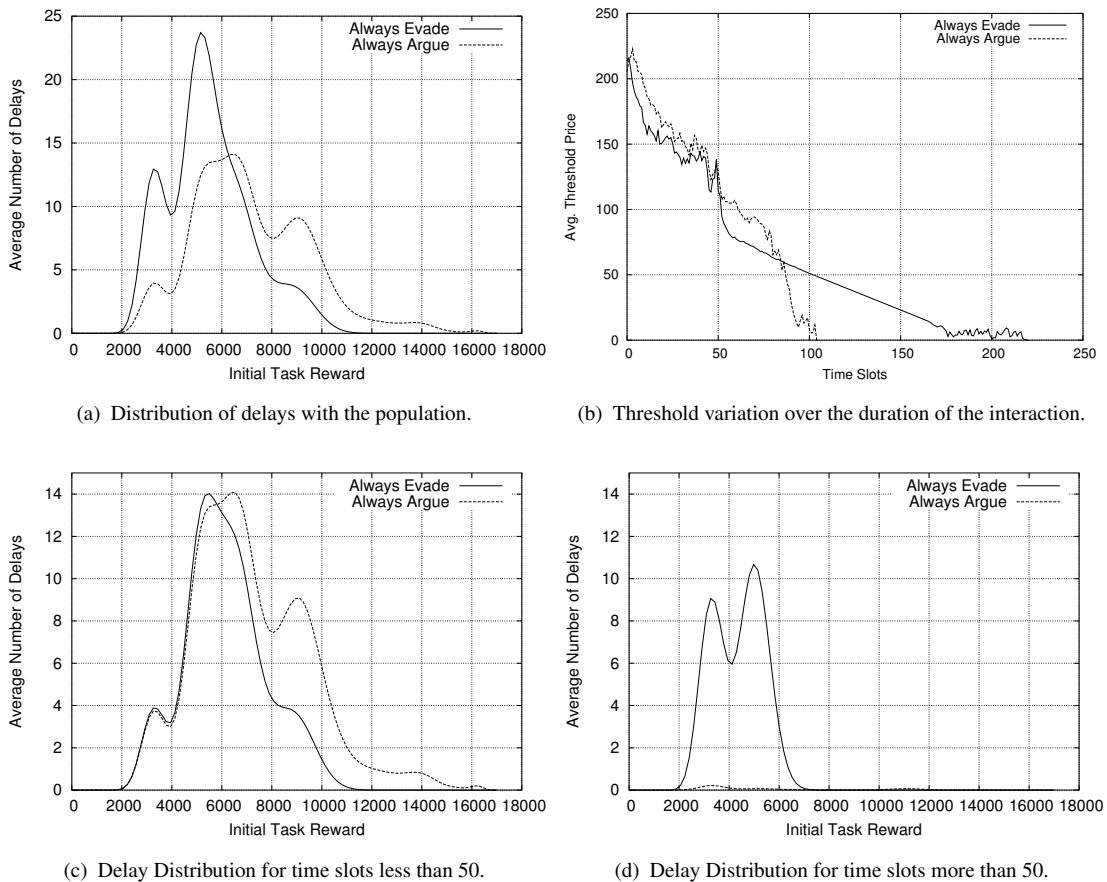 Average Number of Delays
25
20
15
10
5
0
0 2000 4000 6000 8000 10000 12000 14000 16000 18000
Initial Task Reward
Always Evade
Always Argue
(a) Distribution of delays with the population.
Avg. Threshold Price
250
200
150
100
50
0
0 50 100 150 200 250
Time Slots
Always Evade
Always Argue
(b) Threshold variation over the duration of the interaction.
Average Number of Delays
14
12
10
8
6
4
2
0
0 2000 4000 6000 8000 10000 12000 14000 16000 18000
Initial Task Reward
Always Evade
Always Argue
(c) Delay Distribution for time slots less than 50.
Average Number of Delays
14
12
10
8
6
4
2
0
0 2000 4000 6000 8000 10000 12000 14000 16000 18000
Initial Task Reward
Always Evade
Always Argue
(d) Delay Distribution for time slots more than 50.